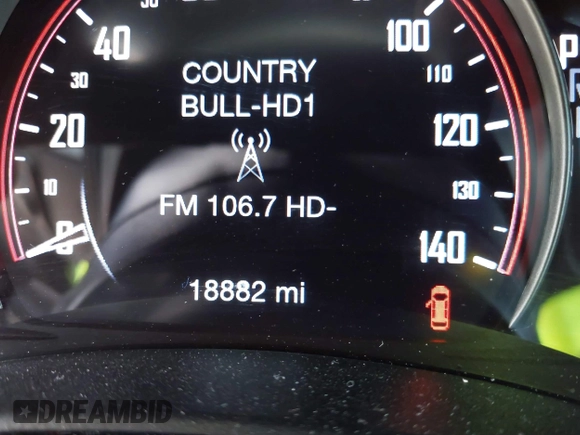 40
100
30
COUNTRY
110
BULL-HD1
20
120
10
FM 106.7 HD-
130
0
140
18882 mi
P
DREAMBID